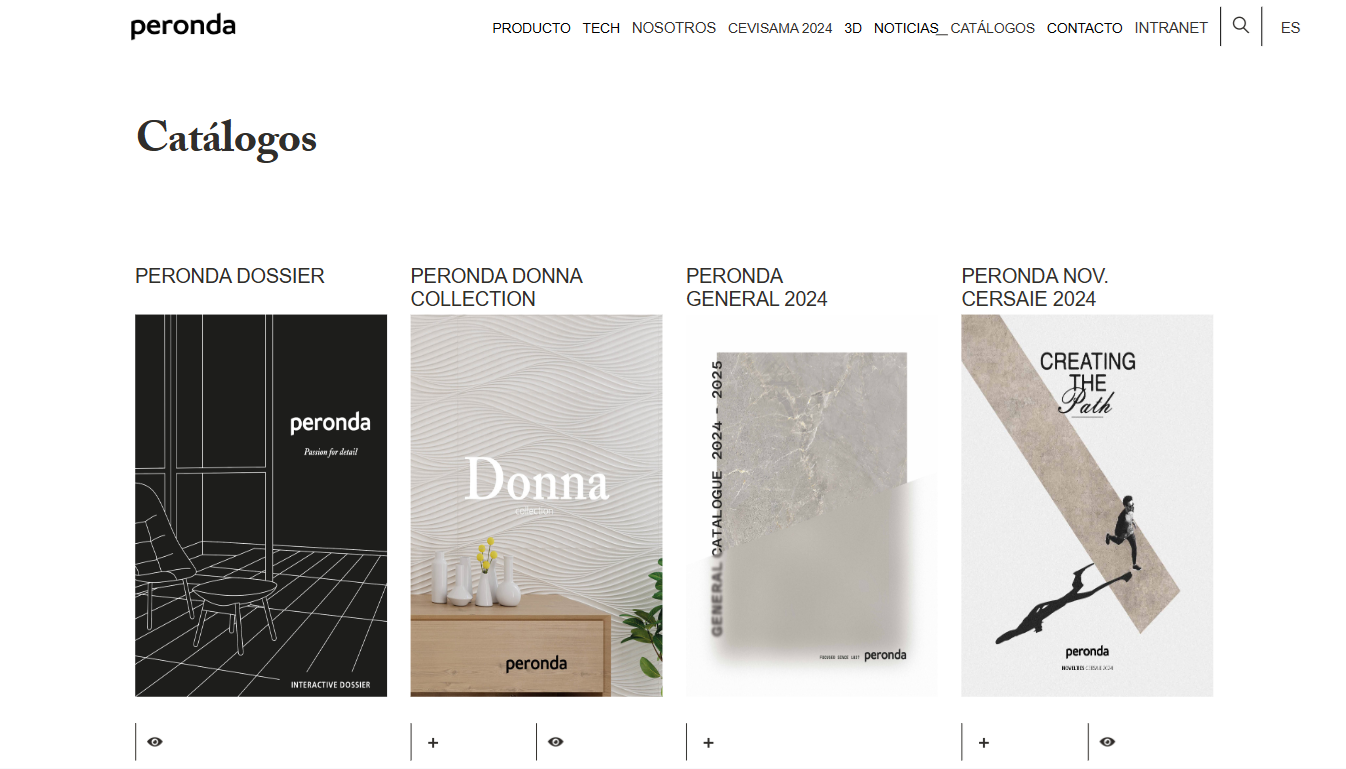 peronda
PRODUCTO TECH NOSOTROS CEVISAMA 2024 3D NOTICIAS_ CATÁLOGOS CONTACTO INTRANET ES
Catálogos
PERONDA DOSSIER
peronda
Passion for detail
INTERACTIVE DOSSIER
PERONDA DONNA
COLLECTION
Donna
collection
peronda
PERONDA
GENERAL 2024
GENERAL CATALOGUE 2024 - 2025
peronda
PERONDA NOV.
CERSAIE 2024
CREATING
THE
Path
peronda
NOVELTIES CERSAIE 2024